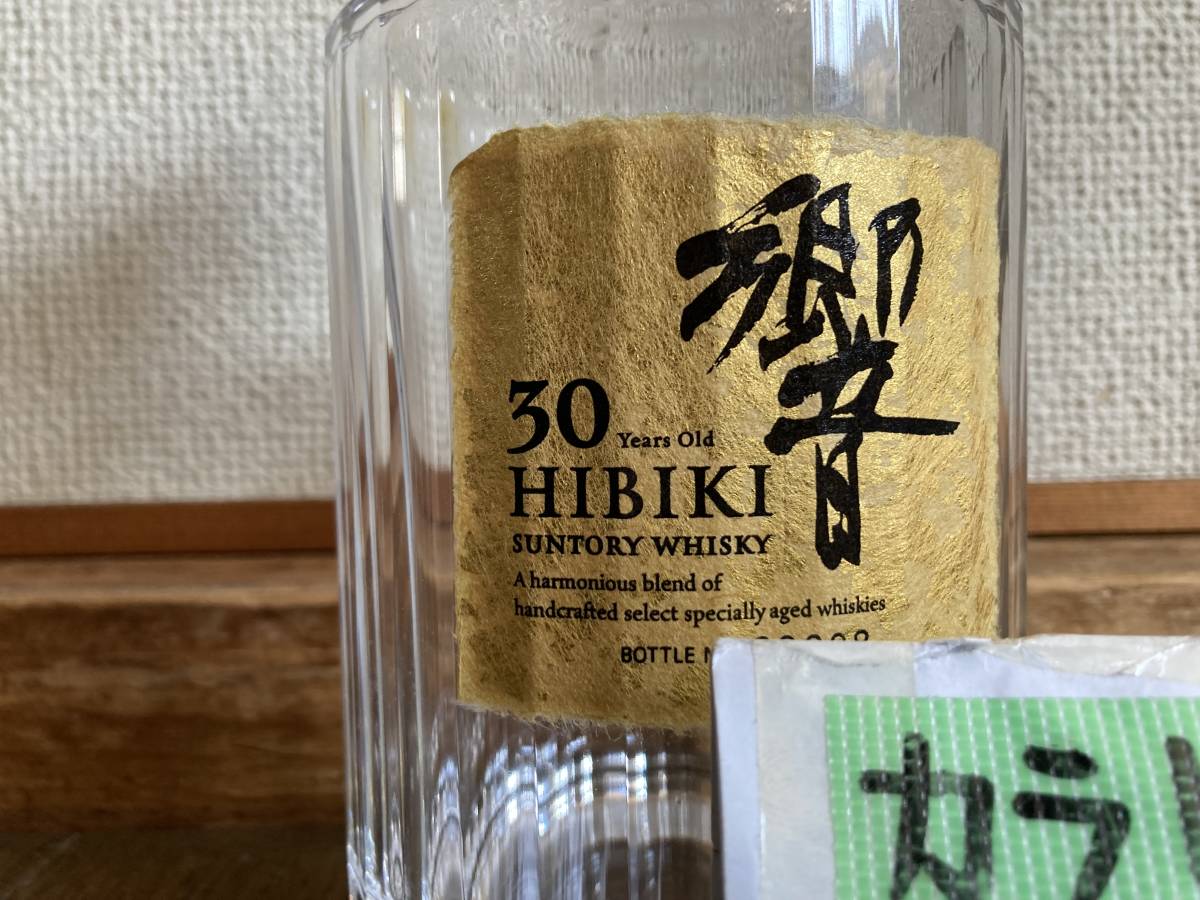 響
30 Years Old
HIBIKI
SUNTORY WHISKY
A harmonious blend of
handcrafted select specially aged whiskies
BOTTLE
カラ